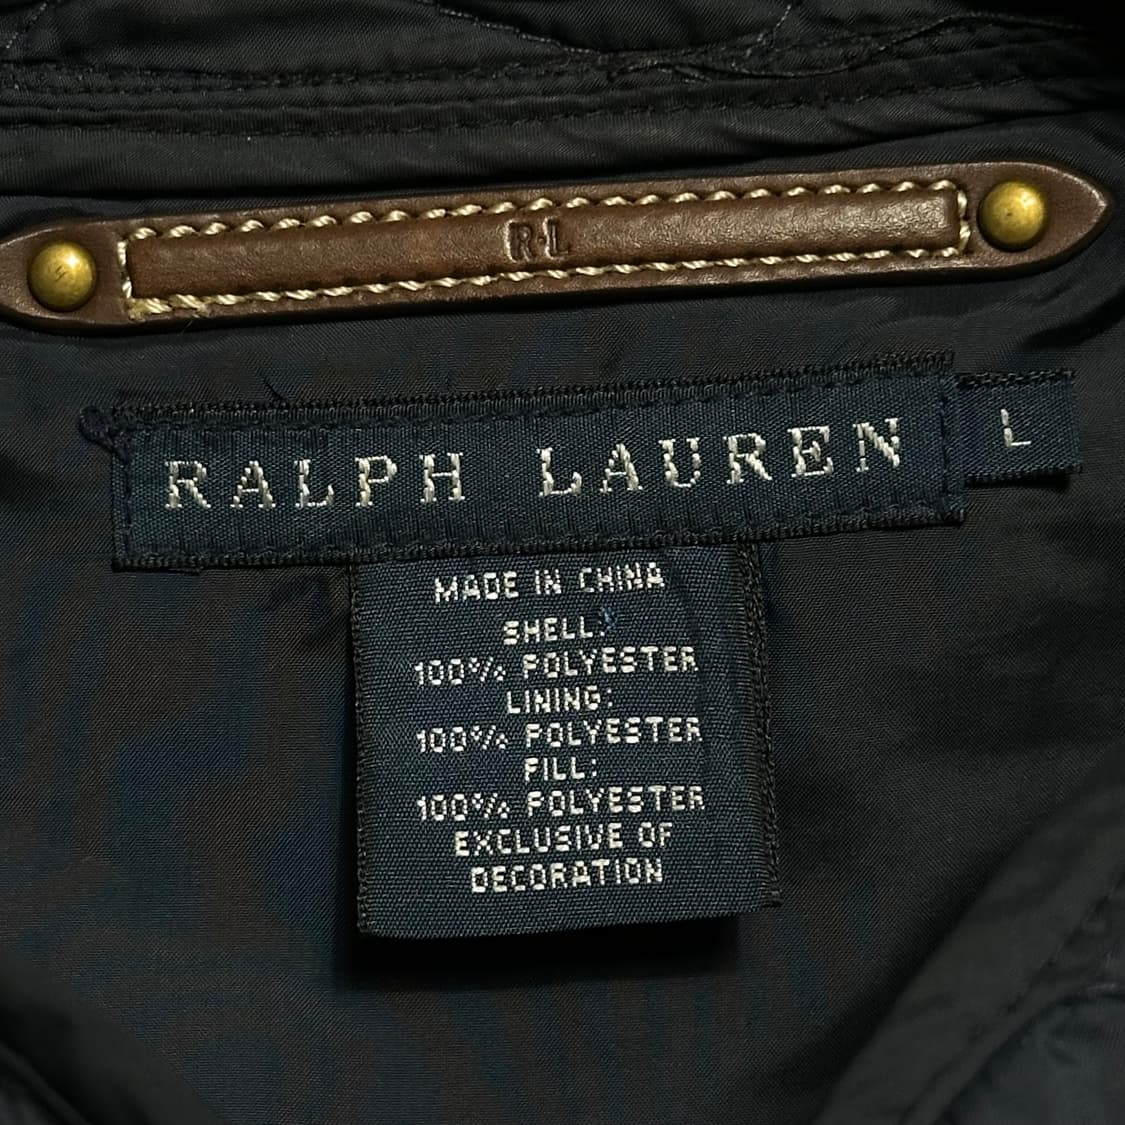 R·L
RALPH LAUREN
L
MADE IN CHINA
SHELL:
100% POLYESTER
LINING:
100% POLYESTER
FILL:
100% POLYESTER
EXCLUSIVE OF
DECORATION